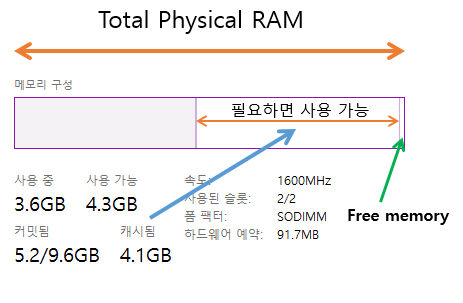 Total Physical RAM
메모리 구성
필요하면 사용 가능
사용 중 사용 가능 속도: 1600MHz
3.6GB 4.3GB 사용된 슬롯: 2/2
폼 팩터: SODIMM Free memory
커밋됨 캐시됨 하드웨어 예약: 91.7MB
5.2/9.6GB 4.1GB